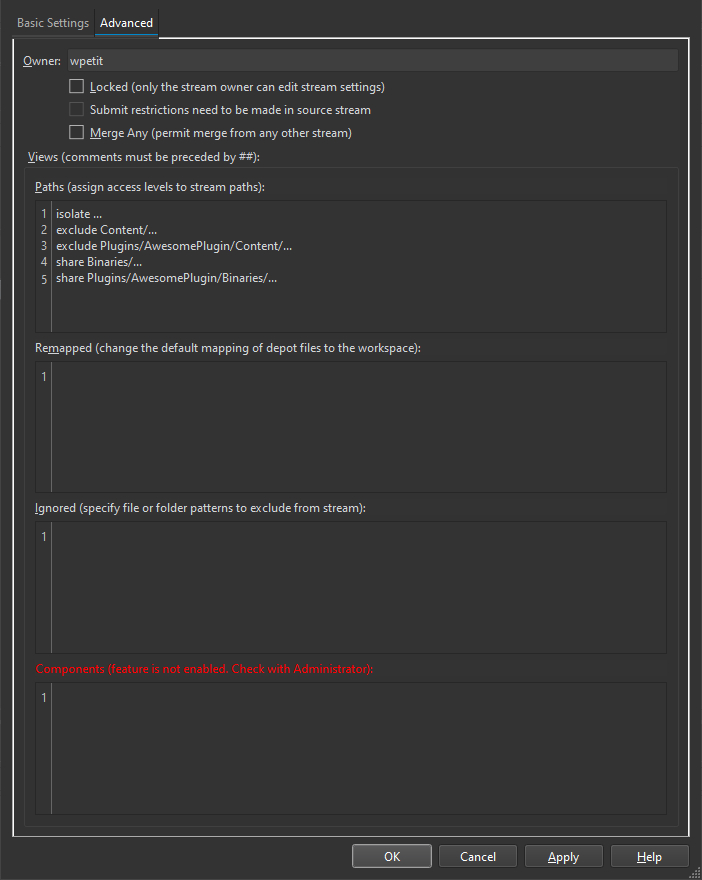 Basic Settings Advanced
Owner: wpetit
Locked (only the stream owner can edit stream settings)
Submit restrictions need to be made in source stream
Merge Any (permit merge from any other stream)
Views (comments must be preceded by ##):
Paths (assign access levels to stream paths):
1 isolate ...
2 exclude Content/...
3 exclude Plugins/AwesomePlugin/Content/...
4 share Binaries/...
5 share Plugins/AwesomePlugin/Binaries/...
Remapped (change the default mapping of depot files to the workspace):
1
Ignored (specify file or folder patterns to exclude from stream):
1
Components (feature is not enabled. Check with Administrator):
1
OK Cancel Apply Help